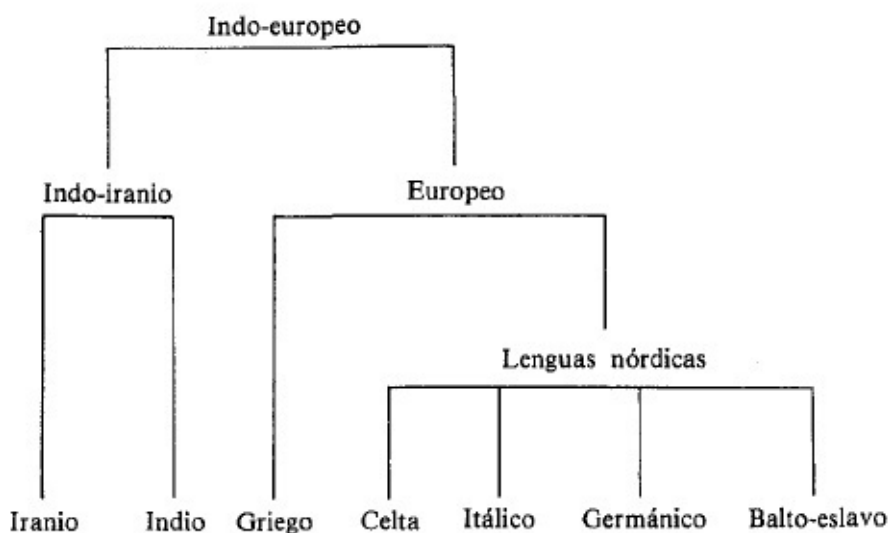 Indo-europeo
Indo-iranio Europeo
Lenguas nórdicas
Iranio Indio Griego Celta Itálico Germánico Balto-eslavo